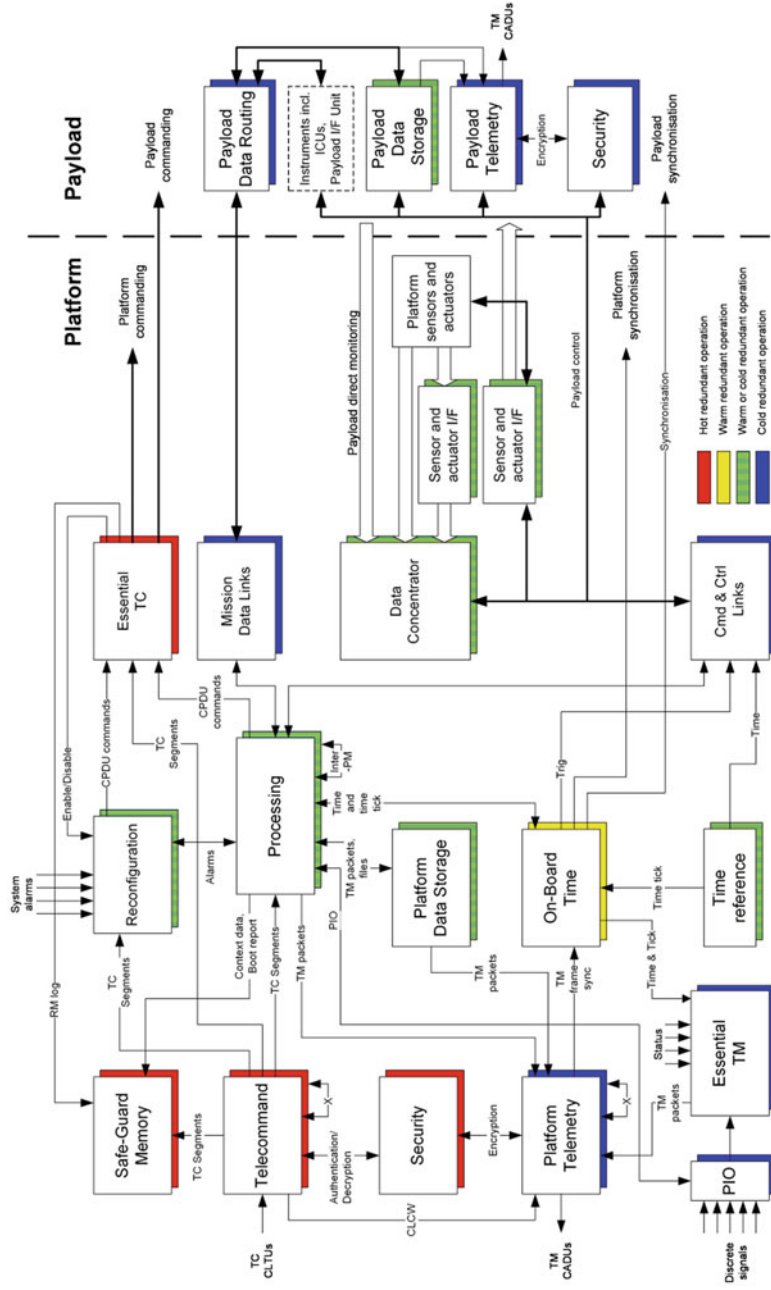 Platform
Payload
System
alarms
RM log
Enable/Disable
Safe-Guard
Memory
TC
Segments
Reconfiguration
CPDU commands
Essential
TC
Platform
commanding
Payload
commanding
TC Segments
Context data,
Boot report
Alarms
TC
Segments
TC
CLTUs
Telecommand
X
TC Segments
TM packets
Processing
Inter
-PM
CPDU
commands
Mission
Data Links
Payload
Data Routing
Instruments incl.
ICUs,
Payload I/F Unit
Authentication/
Decryption
CLCW
Security
Encryption
PIO
TM packets,
files
Time
and time
tick
Platform
Data Storage
TM
packets
Data
Concentrator
Payload direct monitoring
Sensor and
actuator I/F
Platform
sensors and
actuators
Sensor and
actuator I/F
Payload
Data
Storage
Payload
Telemetry
TM
CADUs
Encryption
Security
TM
CADUs
Platform
Telemetry
X
TM
frame
sync
On-Board
Time
Trig
Payload control
Platform
synchronisation
Synchronisation
Payload
synchronisation
TM
packets
Status
Time & Tick
Time tick
Time
Cmd & Ctrl
Links
Discrete
signals
PIO
Essential
TM
Time
reference
Hot redundant operation
Warm redundant operation
Warm or cold redundant operation
Cold redundant operation